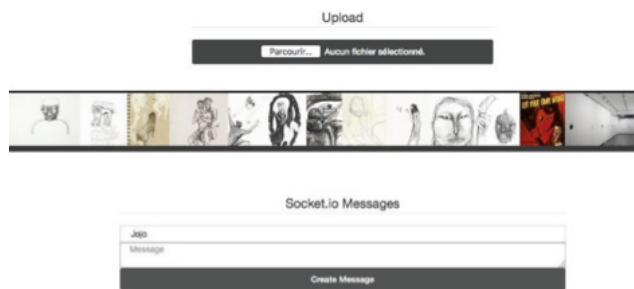 Upload
Parcourir... Aucun fichier sélectionné.
Socket.io Messages
Jojo
Message
Create Message